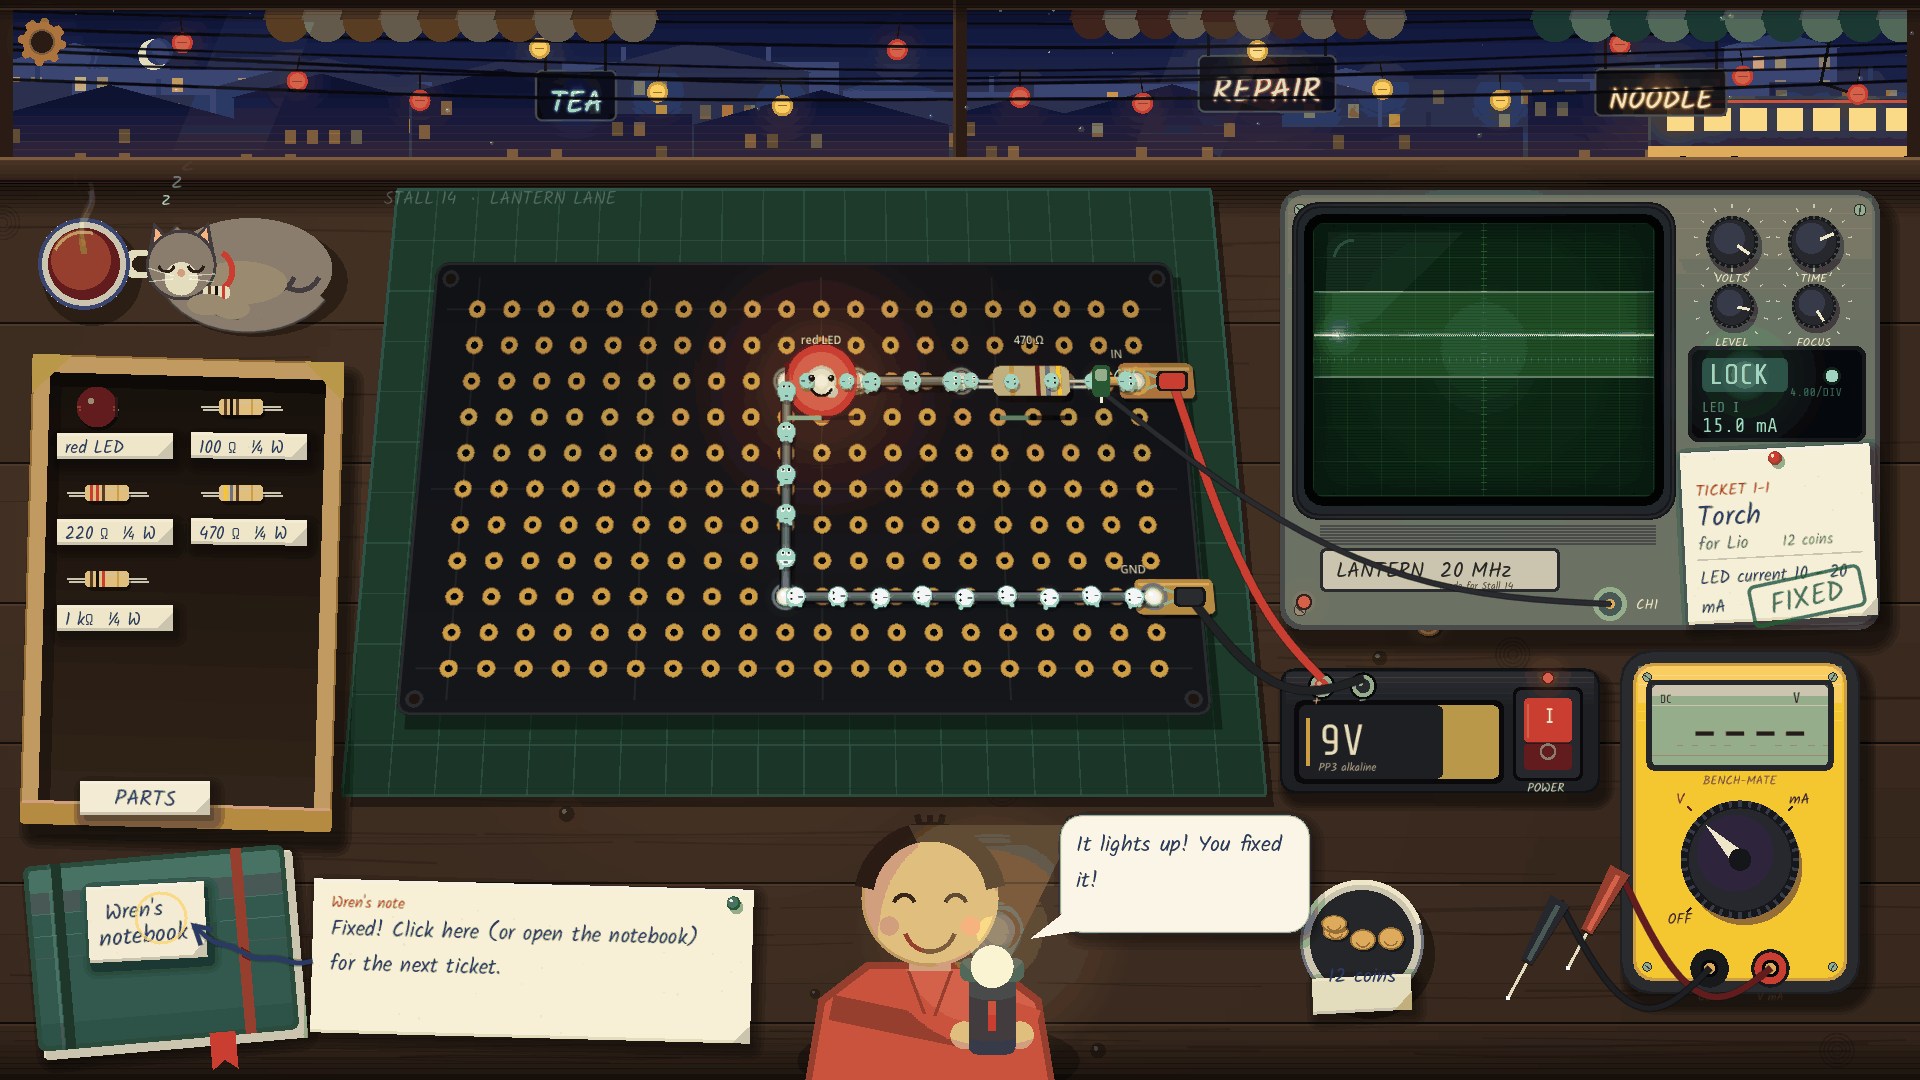 TEA
REPAIR
NOODLE
z
z
STALL 14 · LANTERN LANE
red LED
470 Ω
IN
GND
VOLTS
TIME
LEVEL
FOCUS
LOCK
4.00/DIV
LED I
15.0 mA
TICKET 1-1
Torch
for Lio 12 coins
LED current 10 20
mA
FIXED
LANTERN 20 MHz
for Stall 14
CH1
red LED
100 Ω ¼ W
220 Ω ¼ W
470 Ω ¼ W
1 kΩ ¼ W
PARTS
+
9V
PP3 alkaline
I
POWER
DC
V
- - - -
BENCH-MATE
V
mA
OFF
V mA
Wren's
notebook
Wren's note
Fixed! Click here (or open the notebook)
for the next ticket.
It lights up! You fixed
it!
12 coins